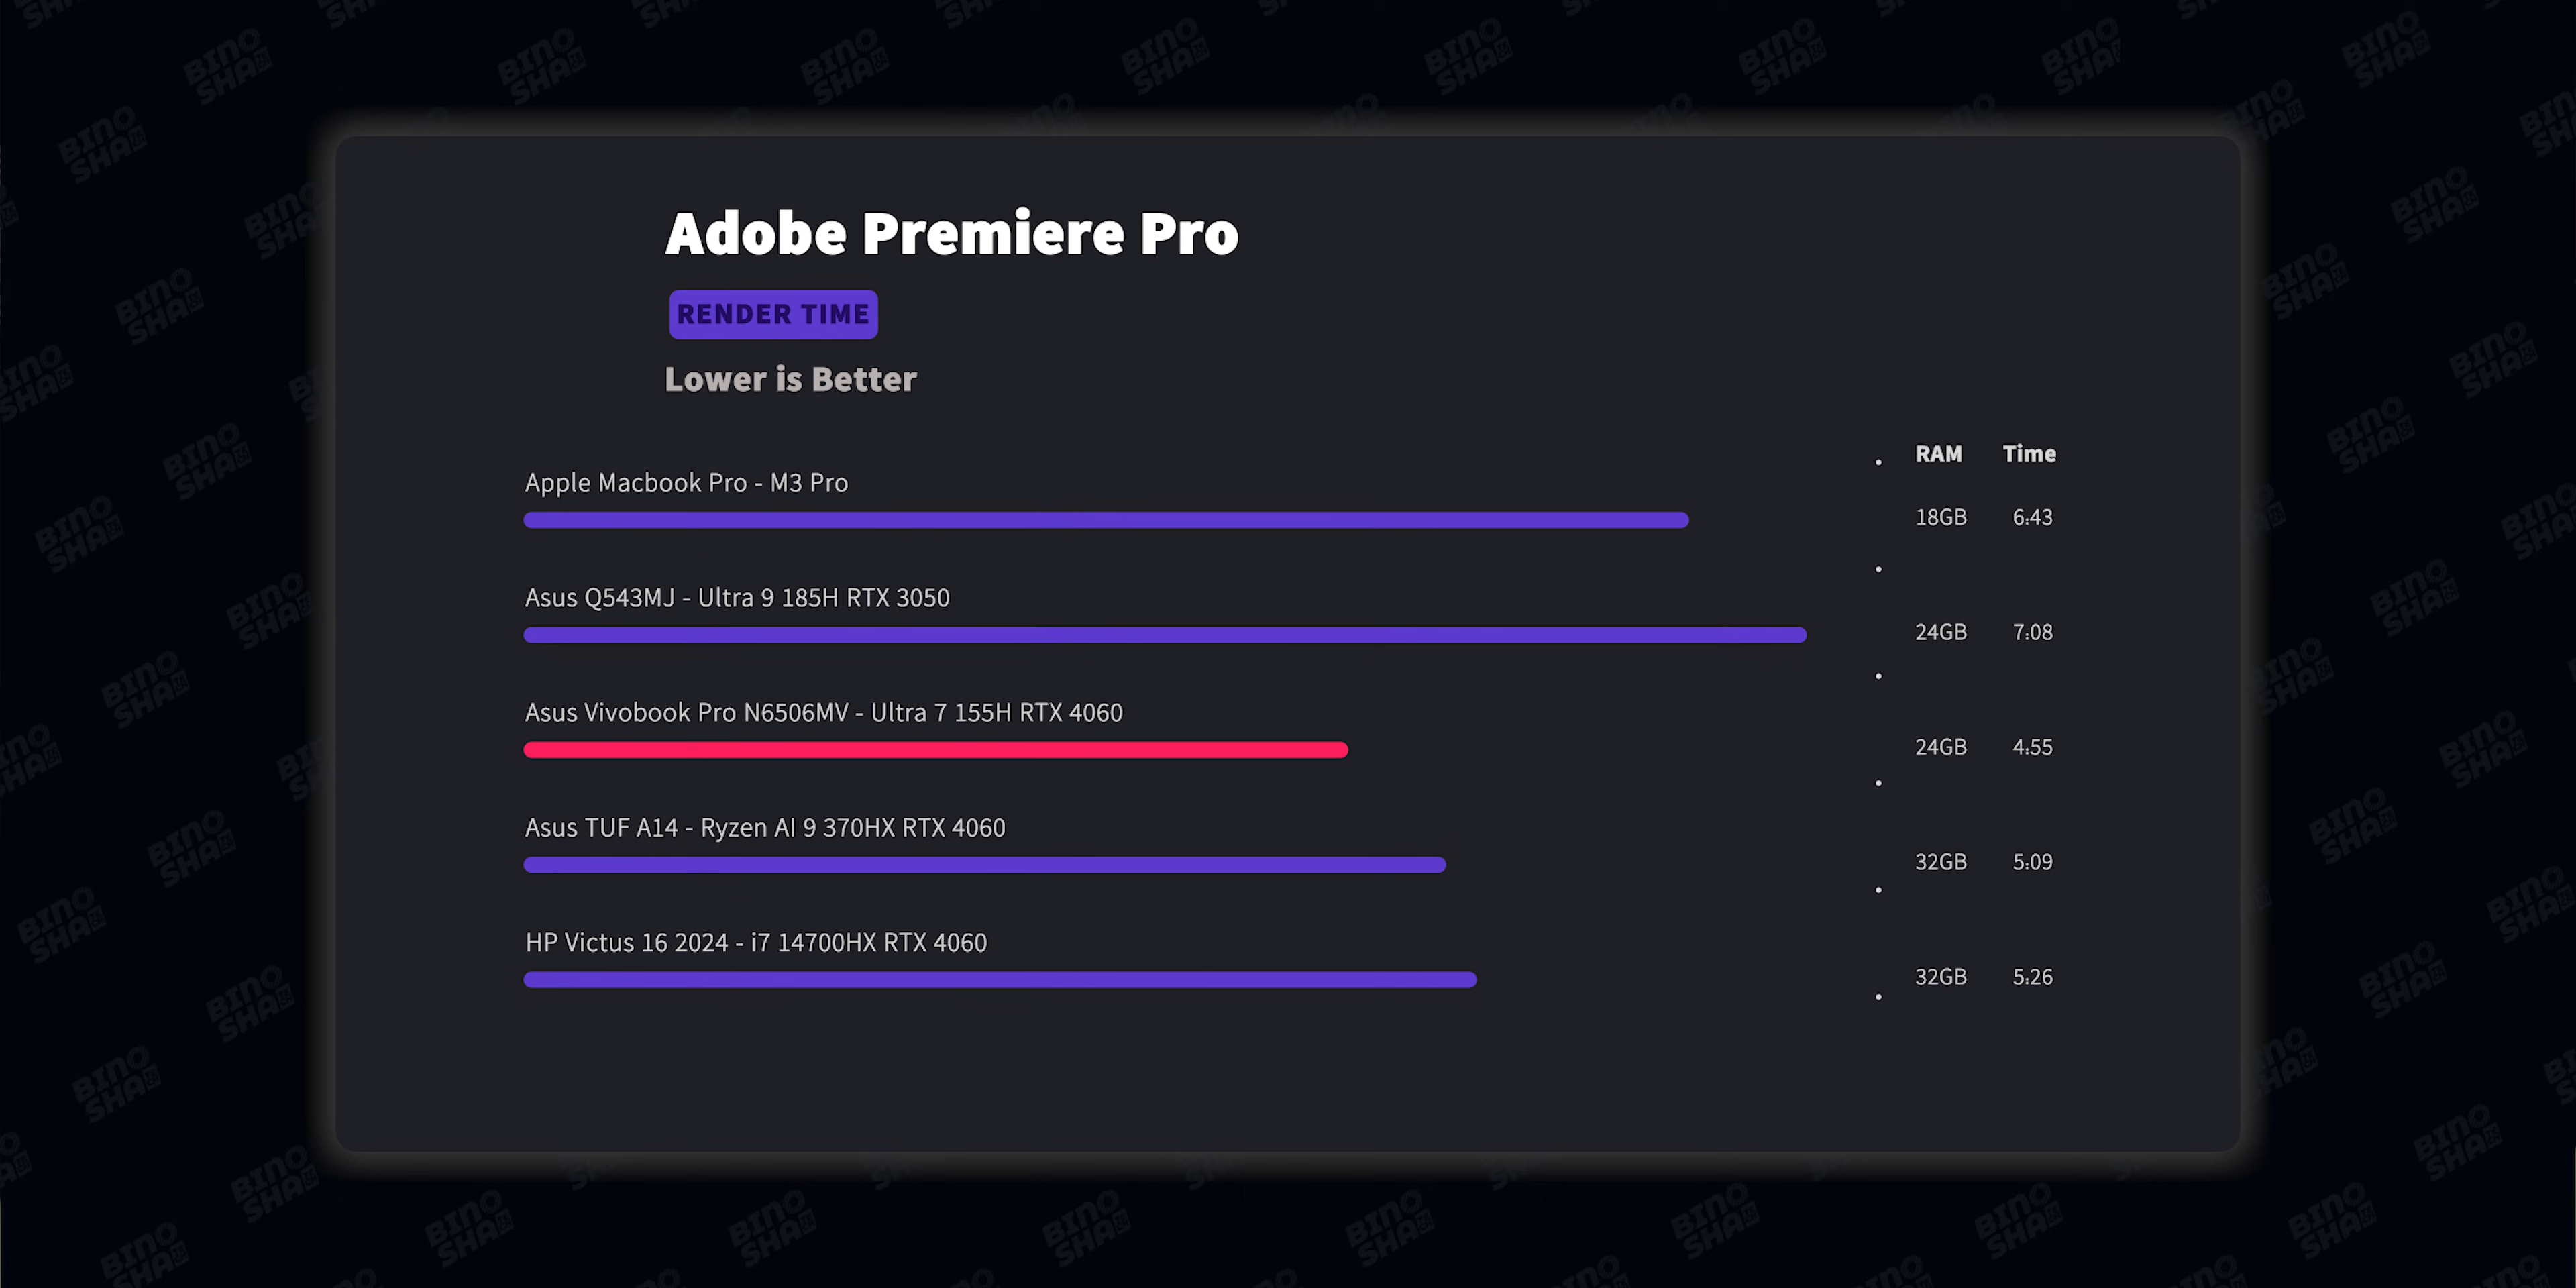 Adobe Premiere Pro
RENDER TIME
Lower is Better
RAM Time
Apple Macbook Pro - M3 Pro
18GB 6:43
Asus Q543MJ - Ultra 9 185H RTX 3050
24GB 7:08
Asus Vivobook Pro N6506MV - Ultra 7 155H RTX 4060
24GB 4:55
Asus TUF A14 - Ryzen AI 9 370HX RTX 4060
32GB 5:09
HP Victus 16 2024 - i7 14700HX RTX 4060
32GB 5:26
BINO
SHA